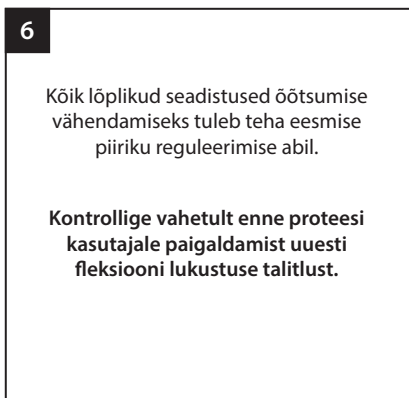 6
Kõik lõplikud seadistused õõtsumise
vähendamiseks tuleb teha eesmise
piiriku reguleerimise abil.
Kontrollige vahetult enne proteesi
kasutajale paigaldamist uuesti
fleksiooni lukustuse talitlust.